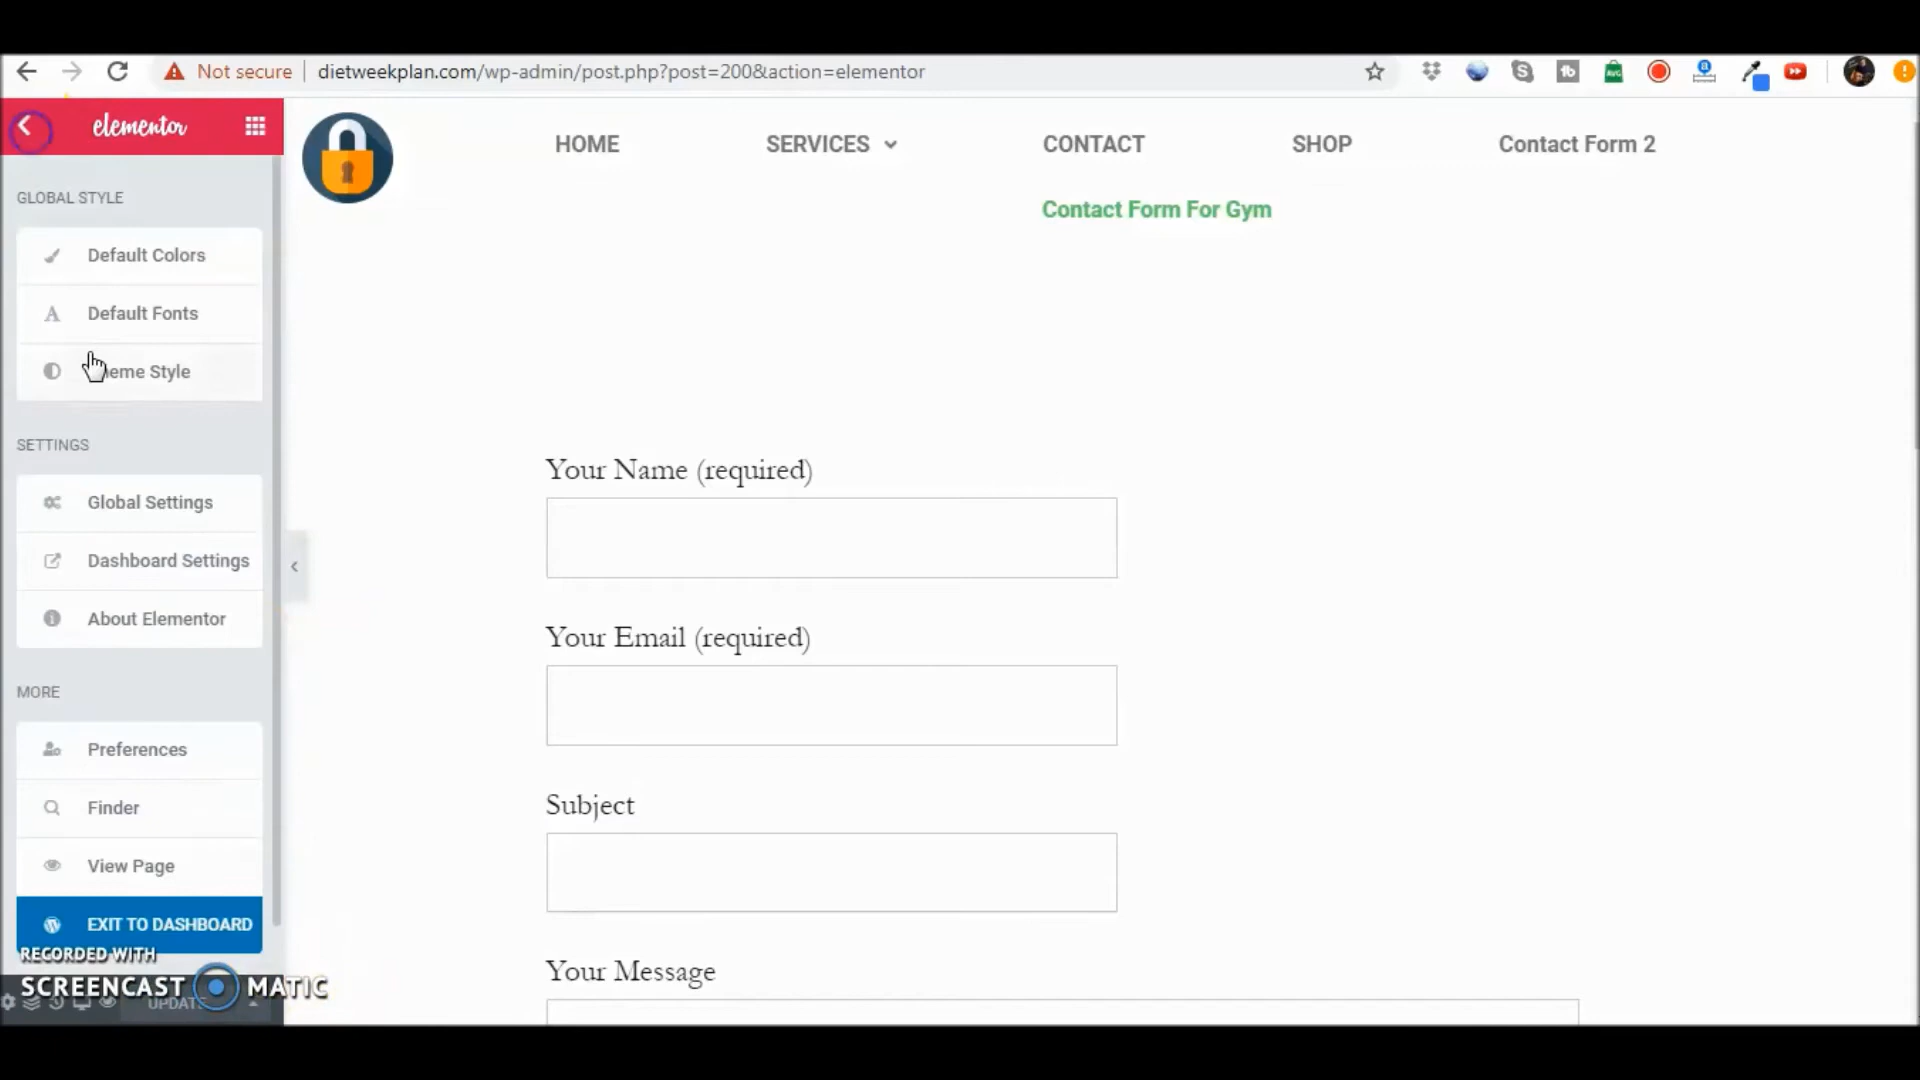 Not secure
dietweekplan.com/wp-admin/post.php?post=200&action=elementor
elementor
GLOBAL STYLE
Default Colors
A Default Fonts
eme Style
SETTINGS
Global Settings
Dashboard Settings
About Elementor
MORE
Preferences
Finder
View Page
EXIT TO DASHBOARD
RECORDED WITH
SCREENCAST MATIC
UPDAT
HOME SERVICES CONTACT SHOP Contact Form 2
Contact Form For Gym
Your Name (required)
Your Email (required)
Subject
Your Message